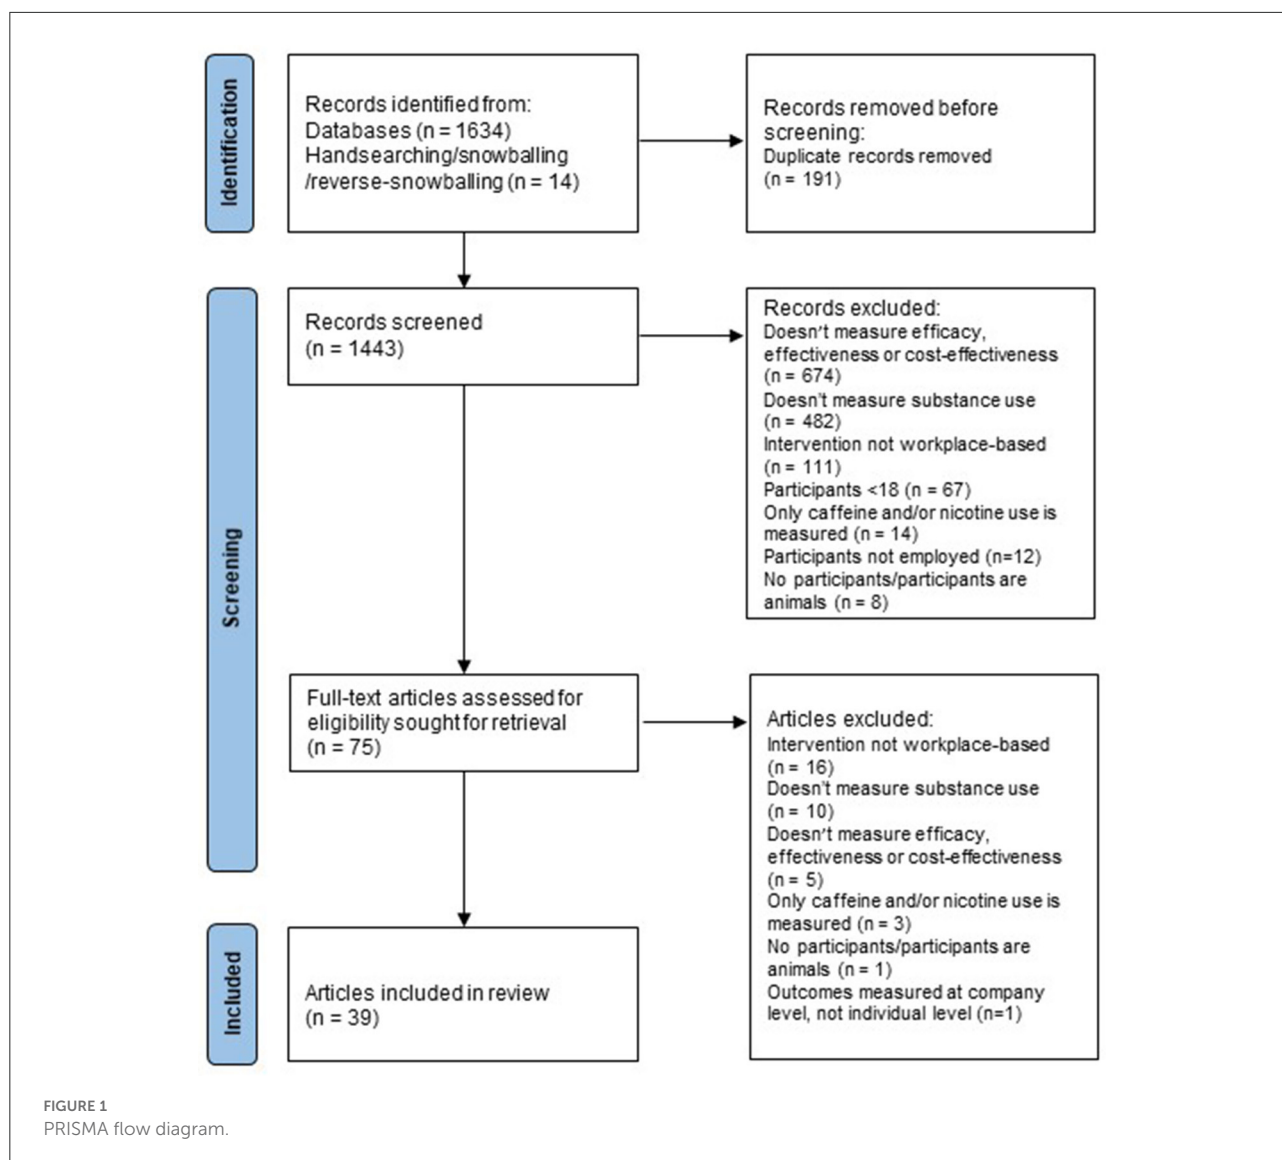 Identification
Records identified from:
Databases (n = 1634)
Handsearching/snowballing
/reverse-snowballing (n = 14)
Records removed before
screening:
Duplicate records removed
(n = 191)
Screening
Records screened
(n = 1443)
Records excluded:
Doesn't measure efficacy,
effectiveness or cost-effectiveness
(n = 674)
Doesn't measure substance use
(n = 482)
Intervention not workplace-based
(n = 111)
Participants <18 (n = 67)
Only caffeine and/or nicotine use is
measured (n = 14)
Participants not employed (n=12)
No participants/participants are
animals (n = 8)
Full-text articles assessed for
eligibility sought for retrieval
(n = 75)
Articles excluded:
Intervention not workplace-based
(n = 16)
Doesn't measure substance use
(n = 10)
Doesn't measure efficacy,
effectiveness or cost-effectiveness
(n = 5)
Only caffeine and/or nicotine use is
measured (n = 3)
No participants/participants are
animals (n = 1)
Outcomes measured at company
level, not individual level (n=1)
Included
Articles included in review
(n = 39)
FIGURE 1
PRISMA flow diagram.